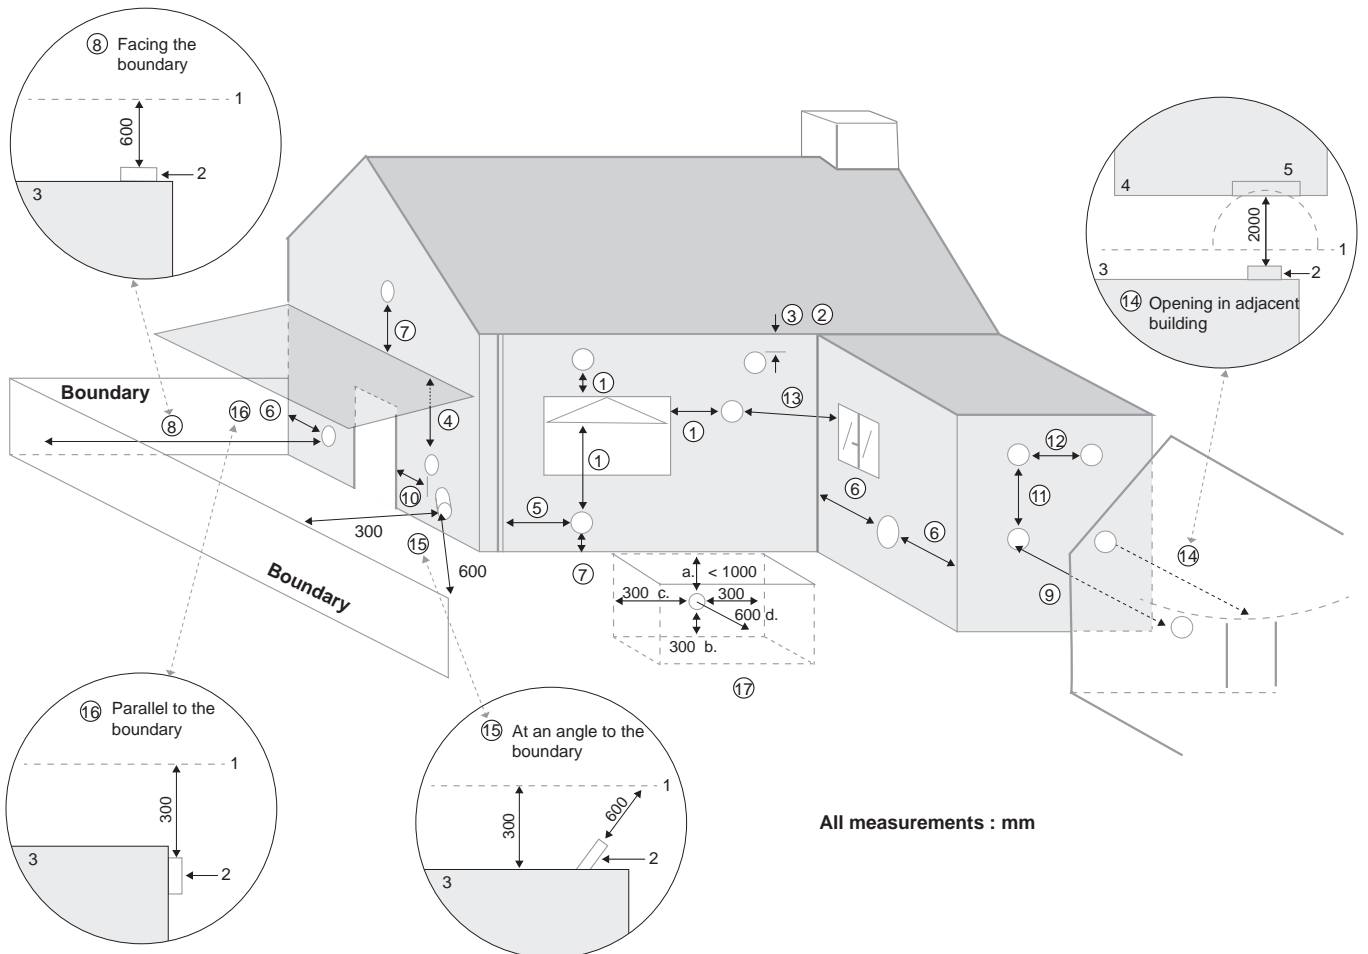 ⑧ Facing the
boundary
1
600
2
3
4
5
2000
1
3
2
⑭ Opening in adjacent
building
③ ②
⑦
Boundary
⑯ ⑥
⑧
④
①
①
⑬
①
⑩
⑤
⑥
⑫
⑪
⑥
300
⑮
600
Boundary
⑦
a. < 1000
300 c.
300
600 d.
300 b.
⑰
⑨
⑭
⑯ Parallel to the
boundary
1
300
3
2
⑮ At an angle to the
boundary
1
300
600
2
3
All measurements : mm